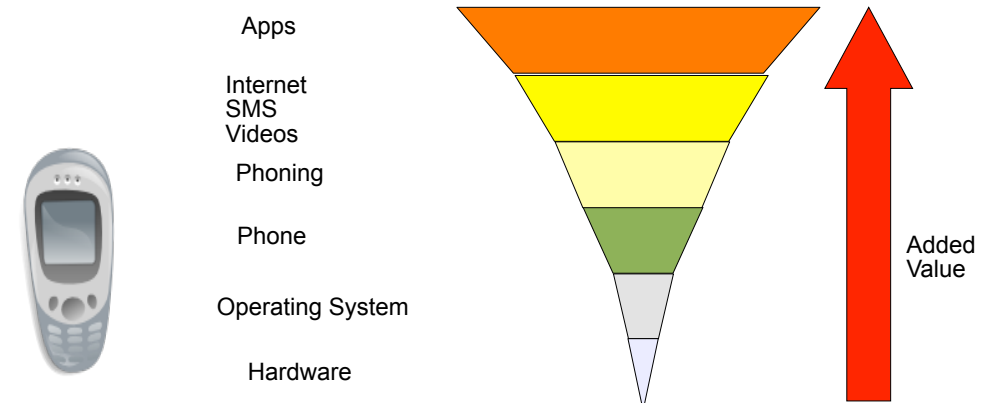 Apps
Internet
SMS
Videos
Phoning
Phone
Added
Value
Operating System
Hardware